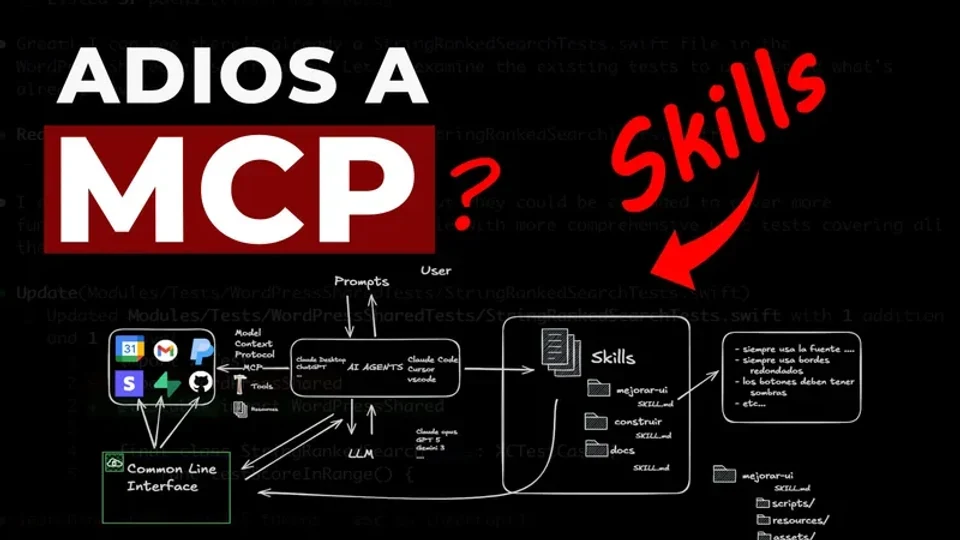 ADIOS A
MCP
?
Skills
User
Prompts
31
S
Model
Context
Protocol
MCP
Tools
Resources
Claude Desktop
ChatGPT
...
AI AGENTS
Claude Code
Cursor
vscode
LLM
Claude opus
GPT 5
Gemini 3
....
Common Line
Interface
Skills
mejorar-ui
SKILL.md
construir
SKILL.md
docs
SKILL.md
- siempre usa la fuente ....
- siempre usa bordes
redondados
- los botones deben tener
sombras
- etc...
mejorar-ui
SKILL.md
scripts/
resources/
assets/
Update(Modules/Tests/WordPressSharedTests/StringRankedSearchTests.swift)
Updated Modules/Tests/WordPressSharedTests/StringRankedSearchTests.swift with 1 addition
and 1